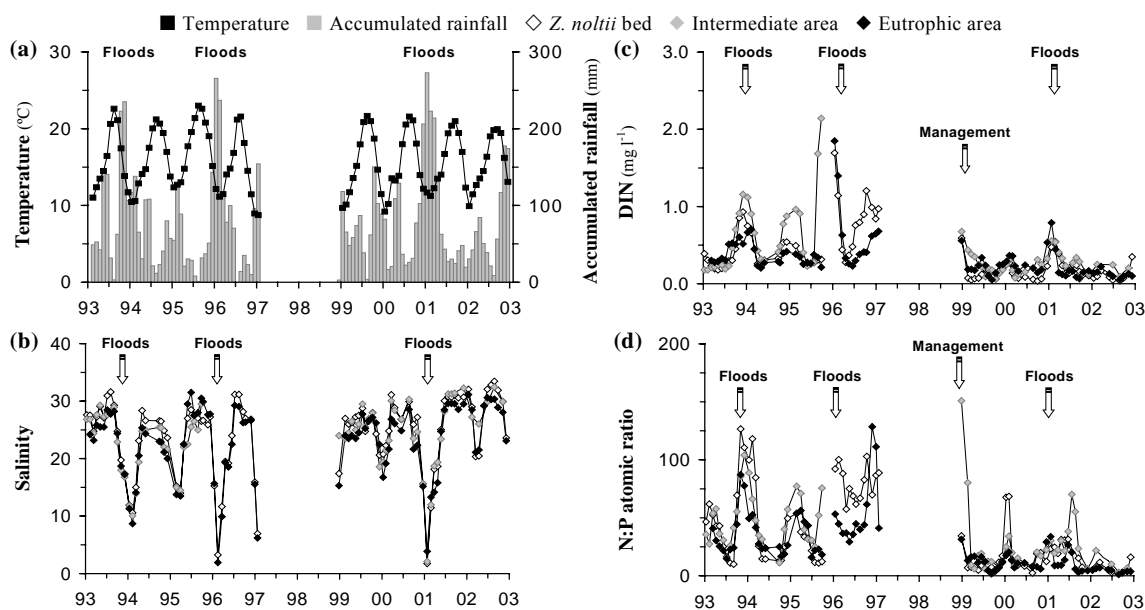 Temperature Accumulated rainfall Z. noltii bed Intermediate area Eutrophic area
(a)
Floods Floods Floods
30
20
10
0
Temperature (ºC)
300
200
100
0
Accumulated rainfall (mm)
93 94 95 96 97 98 99 00 01 02 03
(b)
Floods Floods Floods
40
30
20
10
0
Salinity
93 94 95 96 97 98 99 00 01 02 03
(c)
Floods Floods Floods
Management
3.0
2.0
1.0
0.0
DIN (mg l-1)
93 94 95 96 97 98 99 00 01 02 03
(d)
Management
Floods Floods Floods
200
150
100
50
0
N:P atomic ratio
93 94 95 96 97 98 99 00 01 02 03